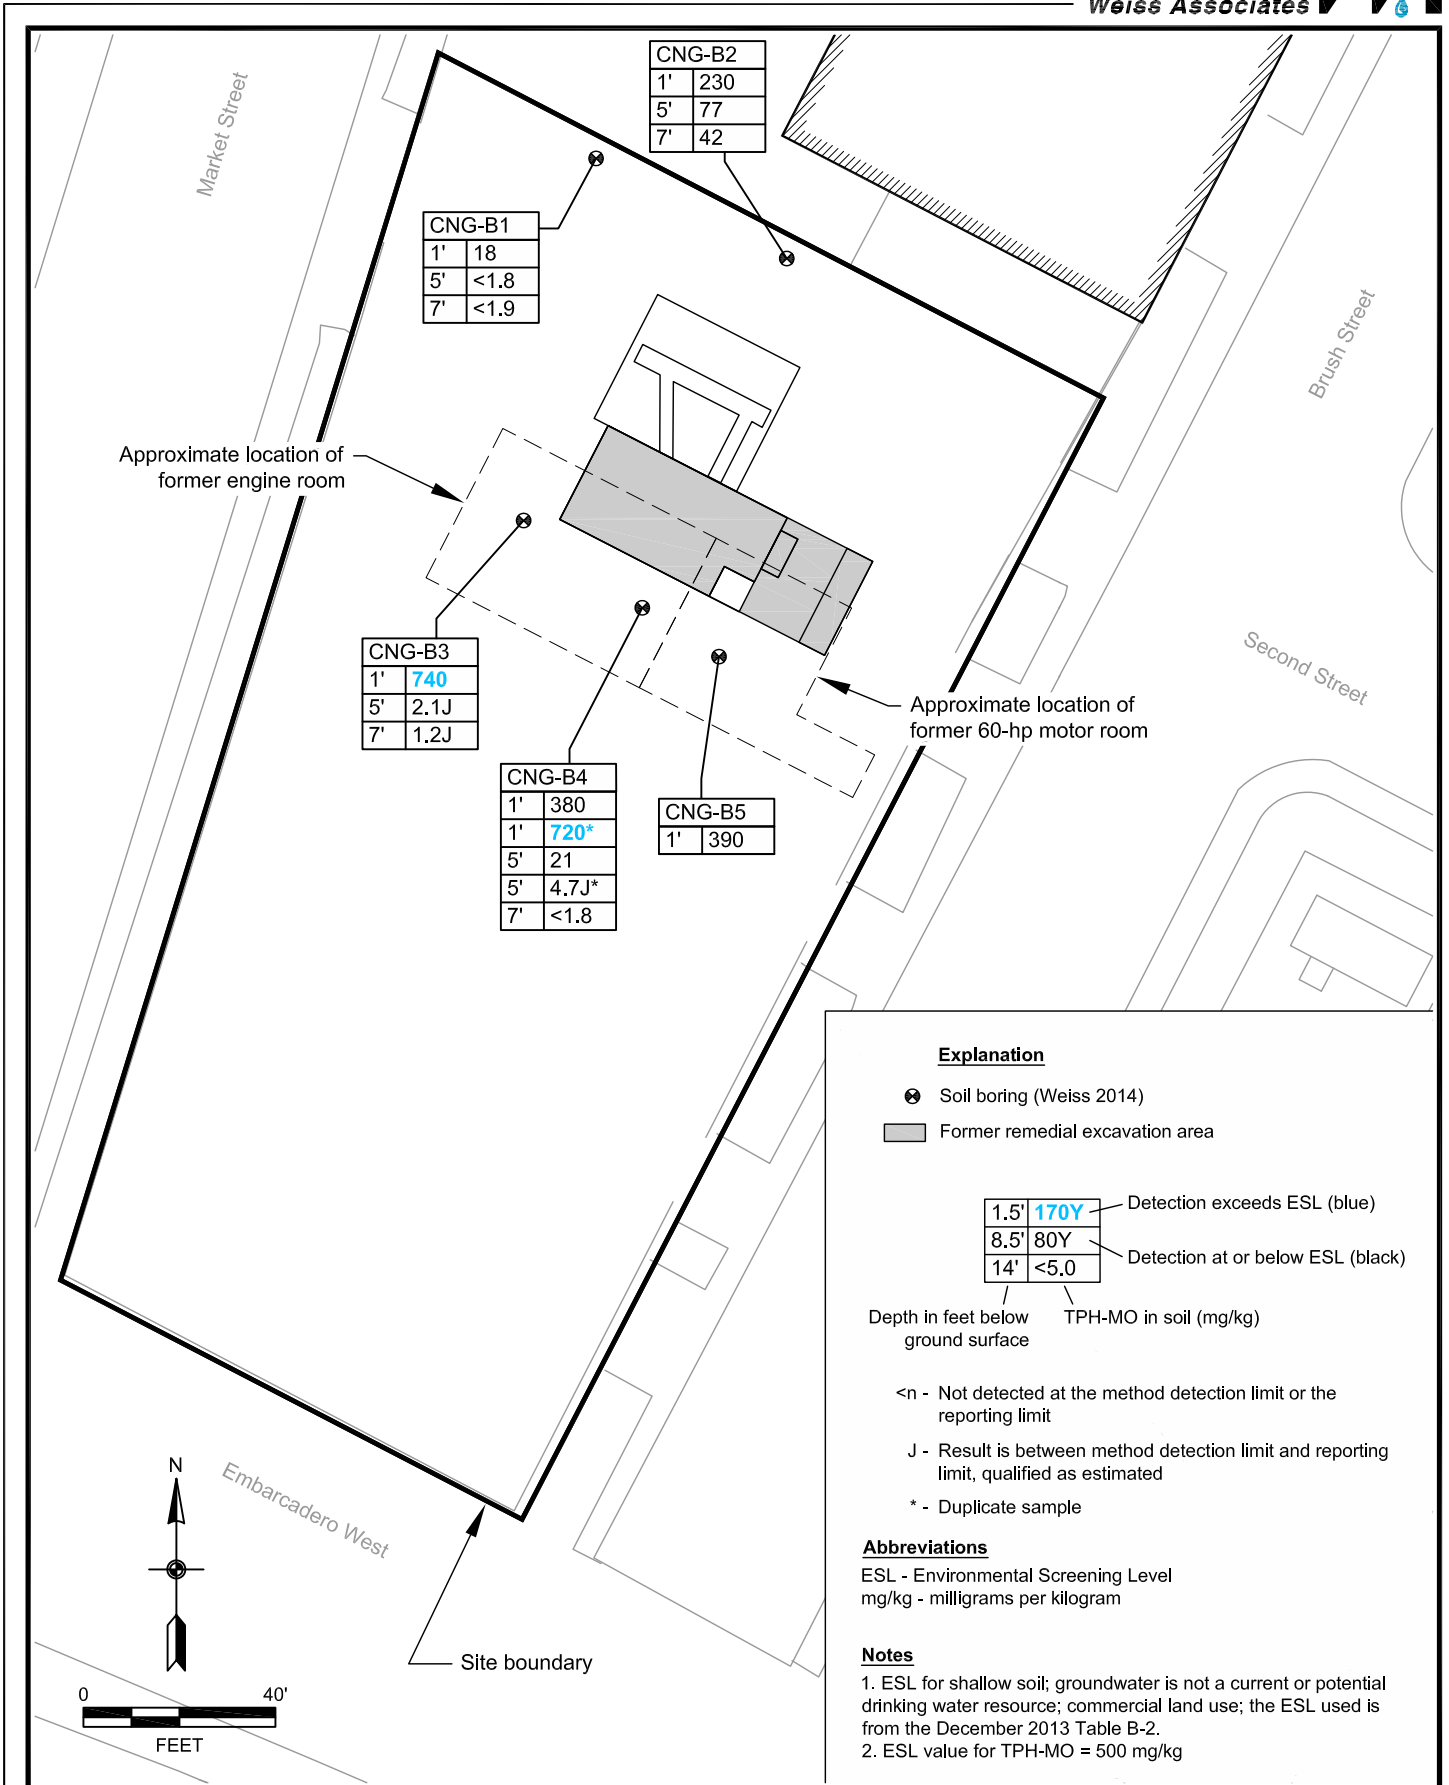 Weiss Associates
Market Street
CNG-B2
1' 230
5' 77
7' 42
CNG-B1
1' 18
5' <1.8
7' <1.9
Brush Street
Approximate location of
former engine room
CNG-B3
1' 740
5' 2.1J
7' 1.2J
Second Street
Approximate location of
former 60-hp motor room
CNG-B4
1' 380
1' 720*
5' 21
5' 4.7J*
7' <1.8
CNG-B5
1' 390
Explanation
Soil boring (Weiss 2014)
Former remedial excavation area
1.5' 170Y
8.5' 80Y
14' <5.0
Detection exceeds ESL (blue)
Detection at or below ESL (black)
Depth in feet below
ground surface
TPH-MO in soil (mg/kg)
<n - Not detected at the method detection limit or the
reporting limit
J - Result is between method detection limit and reporting
limit, qualified as estimated
* - Duplicate sample
Abbreviations
ESL - Environmental Screening Level
mg/kg - milligrams per kilogram
Notes
1. ESL for shallow soil; groundwater is not a current or potential
drinking water resource; commercial land use; the ESL used is
from the December 2013 Table B-2.
2. ESL value for TPH-MO = 500 mg/kg
N
Embarcadero West
Site boundary
0 40'
FEET